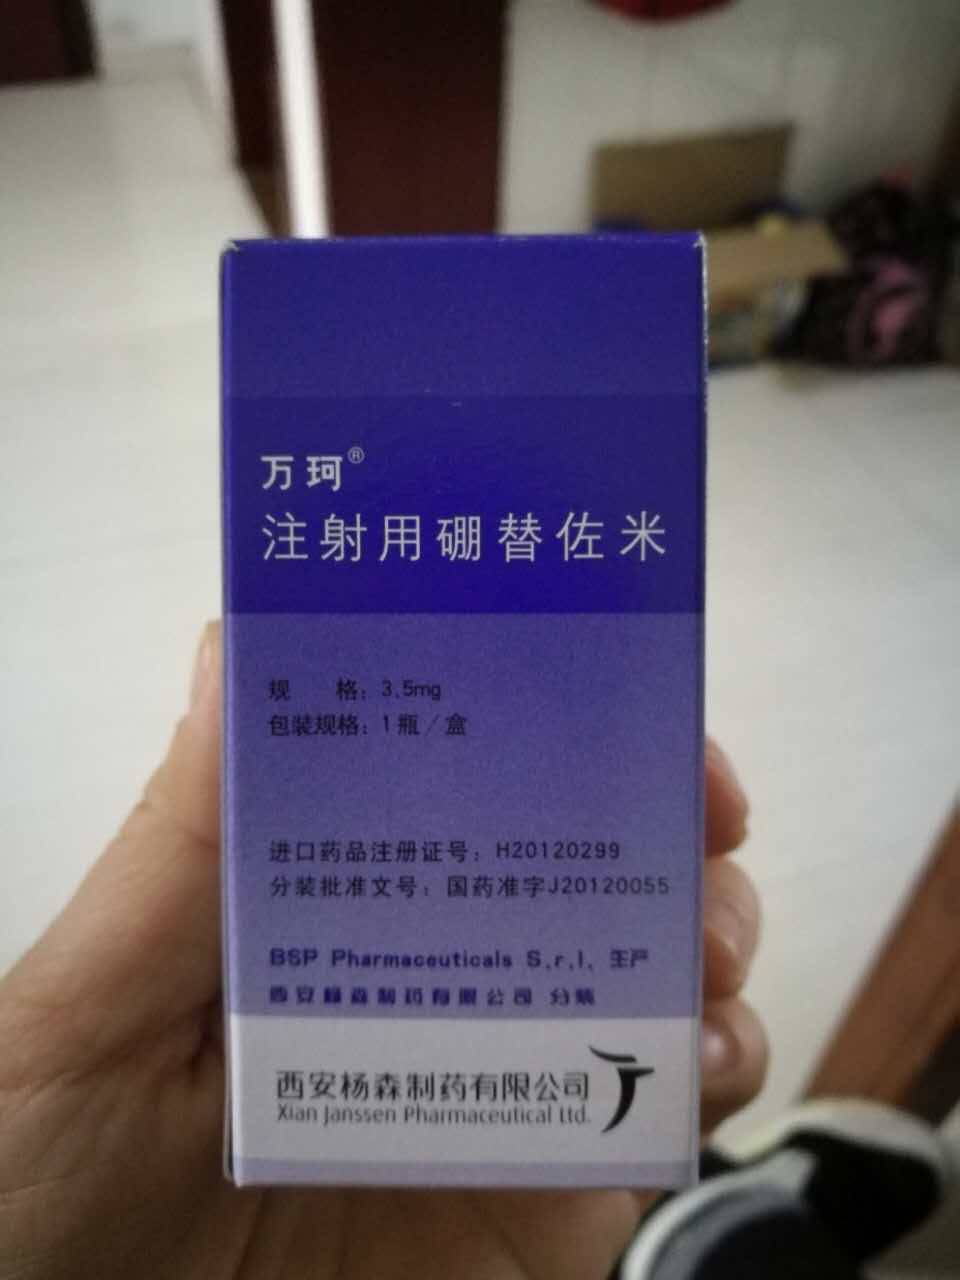 万珂®
注射用硼替佐米
规 格：3.5mg
包装规格：1瓶／盒
进口药品注册证号：H20120299
分装批准文号：国药准字J20120055
BSP Pharmaceuticals S.r.l. 生产
西安杨森制药有限公司 分装
西安杨森制药有限公司
Xian Janssen Pharmaceutical Ltd.